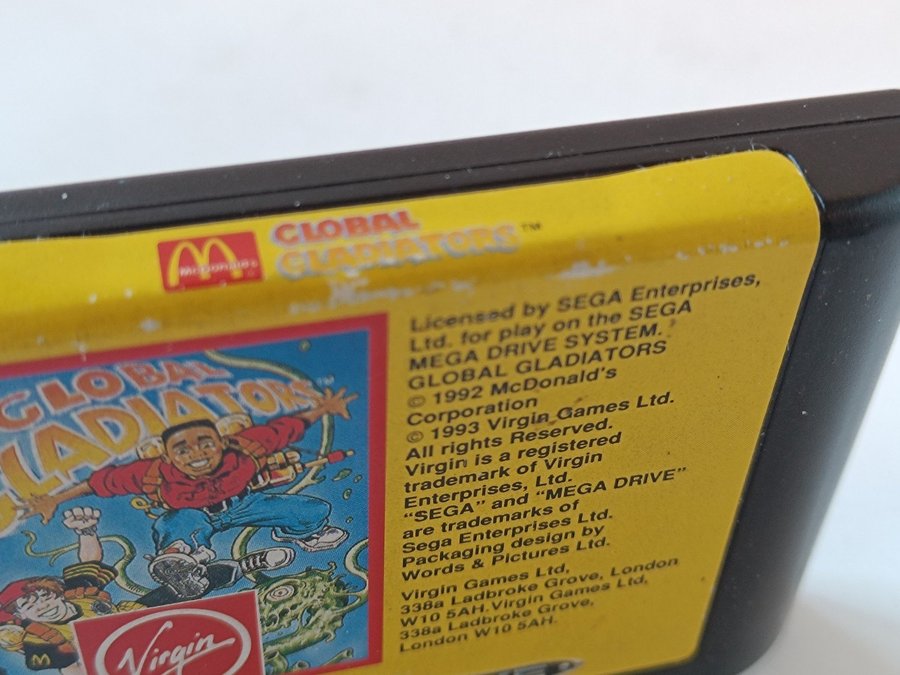 McDonald's
GLOBAL
GLADIATORS™
GLOBAL
GLADIATORS™
Virgin
Licensed by SEGA Enterprises,
Ltd. for play on the SEGA
MEGA DRIVE SYSTEM.
GLOBAL GLADIATORS
© 1992 McDonald's
Corporation
© 1993 Virgin Games Ltd.
All rights Reserved.
Virgin is a registered
trademark of Virgin
Enterprises, Ltd.
“SEGA” and “MEGA DRIVE”
are trademarks of
Sega Enterprises Ltd.
Packaging design by
Words & Pictures Ltd.
Virgin Games Ltd,
338a Ladbroke Grove, London
W10 5AH. Virgin Games Ltd,
338a Ladbroke Grove,
London W10 5AH.